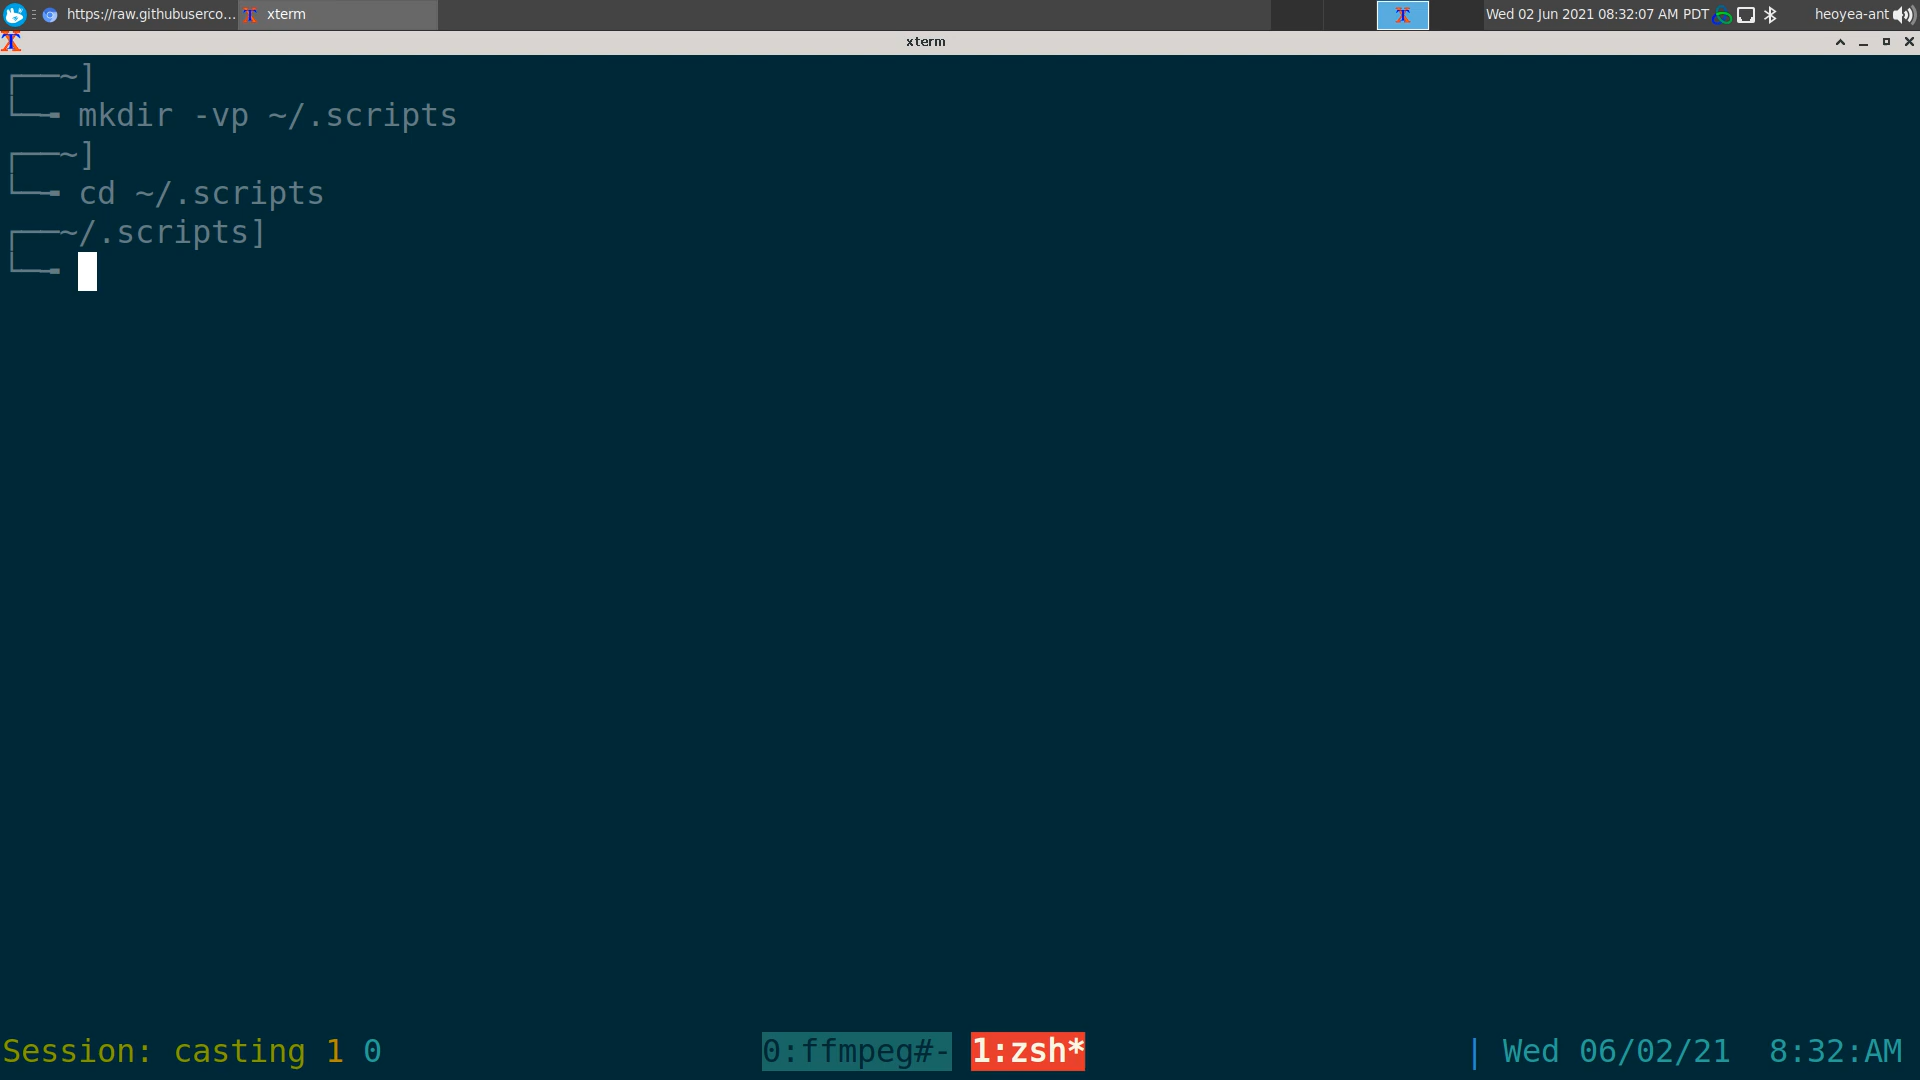 https://raw.githubuserco... xterm Wed 02 Jun 2021 08:32:07 AM PDT heoyea-ant
xterm
┌──~]
└─╼ mkdir -vp ~/.scripts
┌──~]
└─╼ cd ~/.scripts
┌──~/.scripts]
└─╼
Session: casting 1 0 0:ffmpeg#- 1:zsh* | Wed 06/02/21 8:32:AM